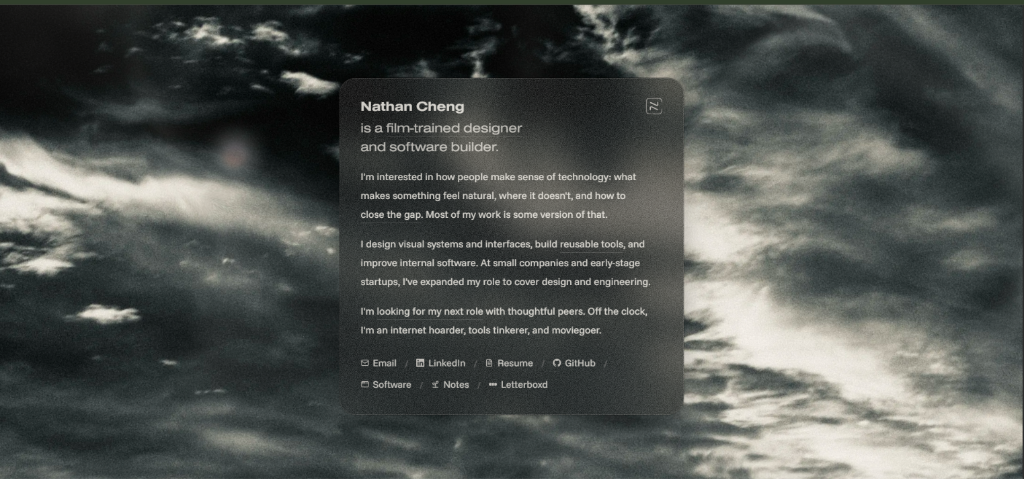 Nathan Cheng
is a film-trained designer
and software builder.
I'm interested in how people make sense of technology: what
makes something feel natural, where it doesn't, and how to
close the gap. Most of my work is some version of that.
I design visual systems and interfaces, build reusable tools, and
improve internal software. At small companies and early-stage
startups, I've expanded my role to cover design and engineering.
I'm looking for my next role with thoughtful peers. Off the clock,
I'm an internet hoarder, tools tinkerer, and moviegoer.
Email / LinkedIn / Resume / GitHub /
Software / Notes / Letterboxd